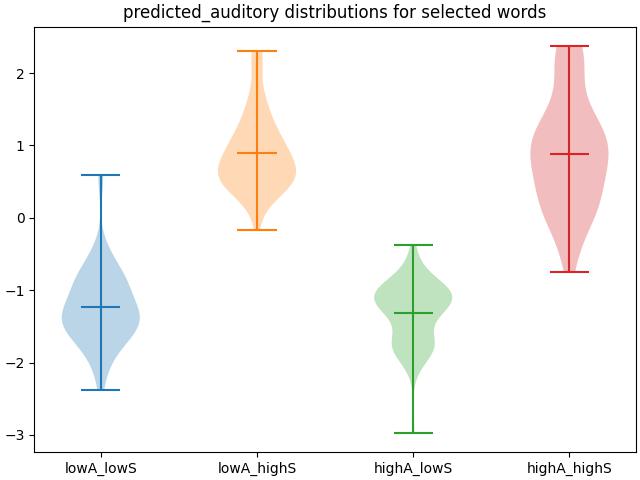 predicted_auditory distributions for selected words
2
1
0
−1
−2
−3
lowA_lowS
lowA_highS
highA_lowS
highA_highS